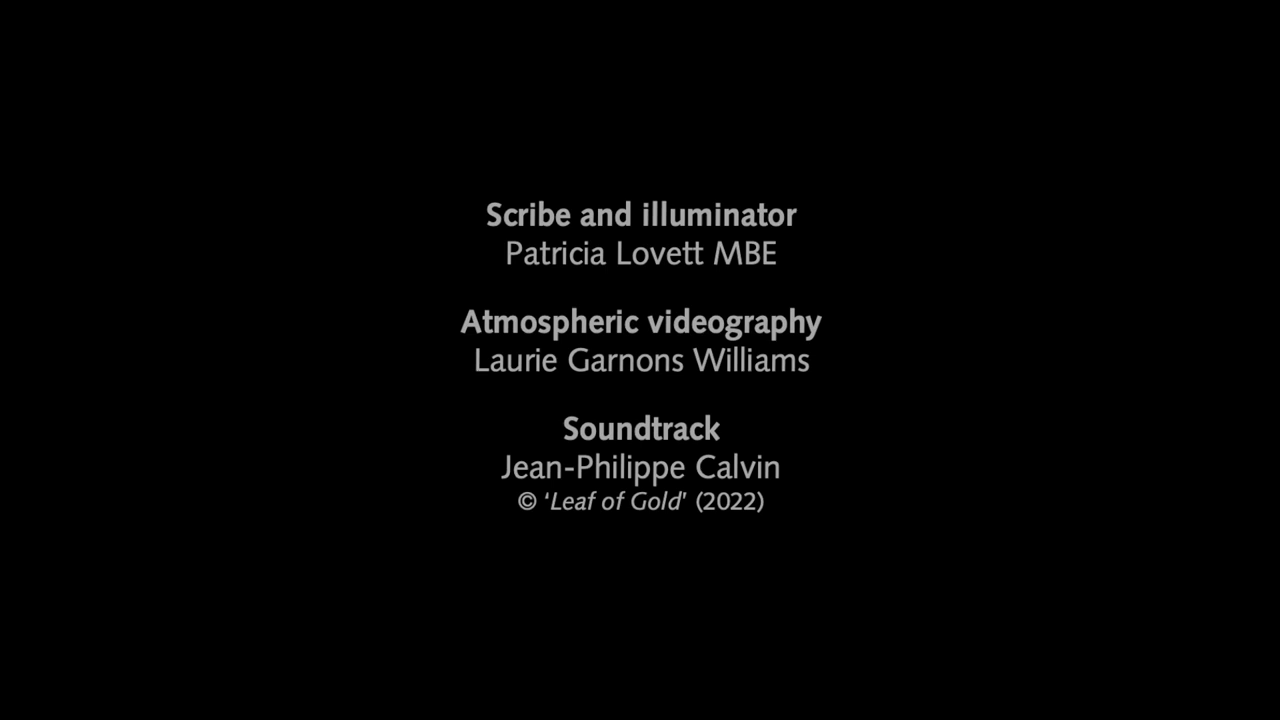 Scribe and illuminator
Patricia Lovett MBE
Atmospheric videography
Laurie Garnons Williams
Soundtrack
Jean-Philippe Calvin
© ‘Leaf of Gold’ (2022)